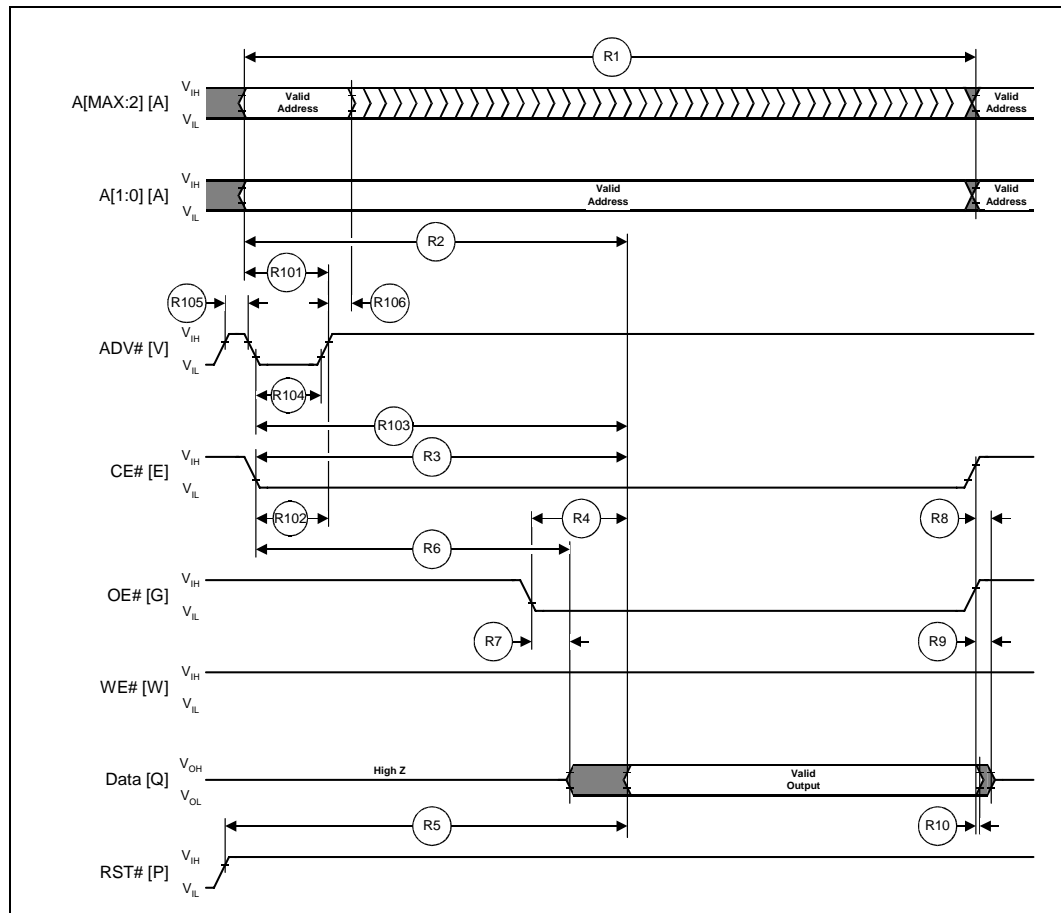 R1
A[MAX:2] [A]
VIH
VIL
Valid
Address
Valid
Address
A[1:0] [A]
VIH
VIL
Valid
Address
Valid
Address
R2
R101
R105
R106
ADV# [V]
VIH
VIL
R104
R103
CE# [E]
VIH
VIL
R3
R102
R4
R8
R6
OE# [G]
VIH
VIL
R7
R9
WE# [W]
VIH
VIL
Data [Q]
VOH
VOL
High Z
Valid
Output
R5
R10
RST# [P]
VIH
VIL